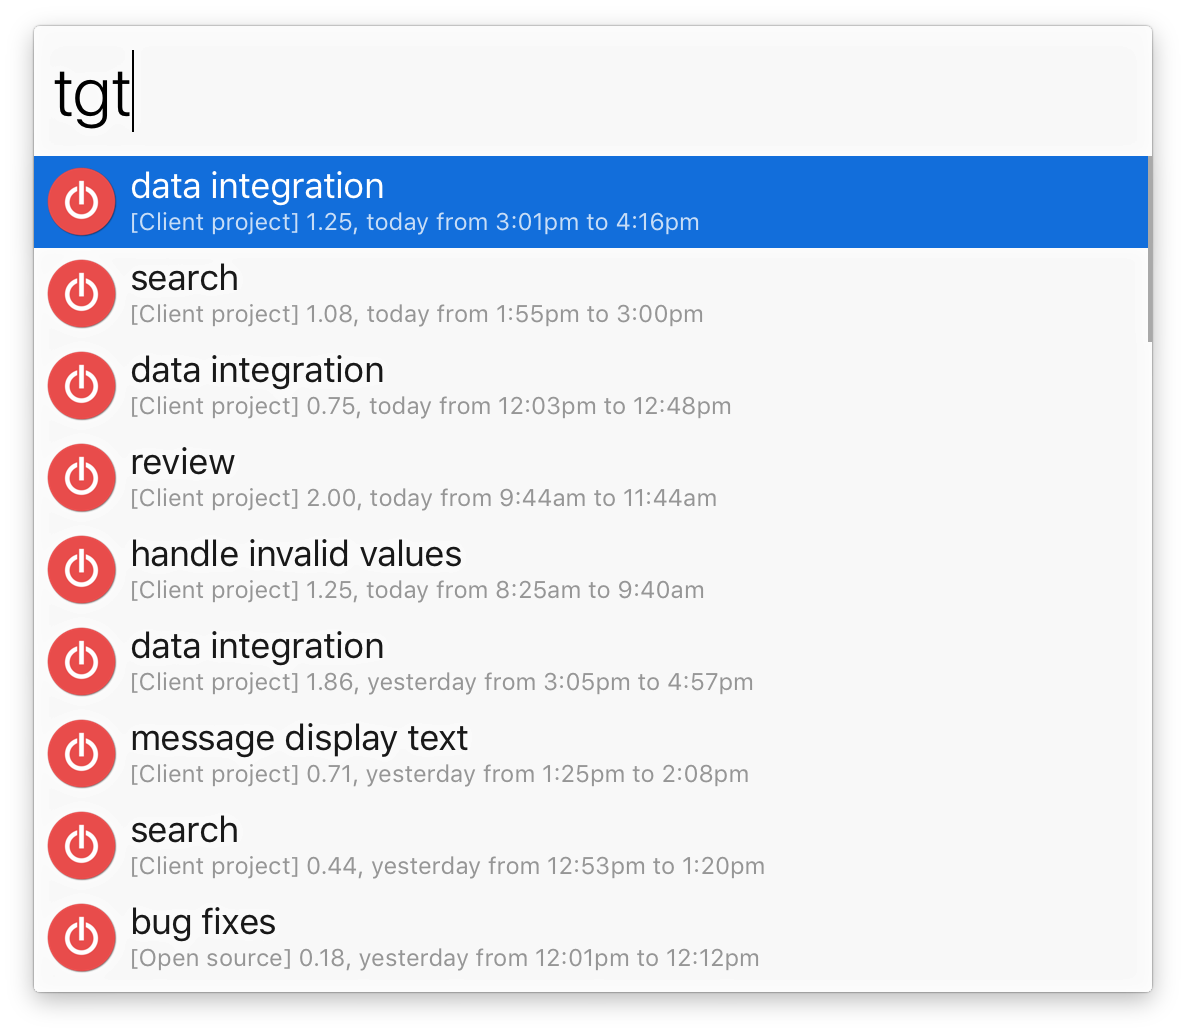 tgt
data integration
[Client project] 1.25, today from 3:01pm to 4:16pm
search
[Client project] 1.08, today from 1:55pm to 3:00pm
data integration
[Client project] 0.75, today from 12:03pm to 12:48pm
review
[Client project] 2.00, today from 9:44am to 11:44am
handle invalid values
[Client project] 1.25, today from 8:25am to 9:40am
data integration
[Client project] 1.86, yesterday from 3:05pm to 4:57pm
message display text
[Client project] 0.71, yesterday from 1:25pm to 2:08pm
search
[Client project] 0.44, yesterday from 12:53pm to 1:20pm
bug fixes
[Open source] 0.18, yesterday from 12:01pm to 12:12pm